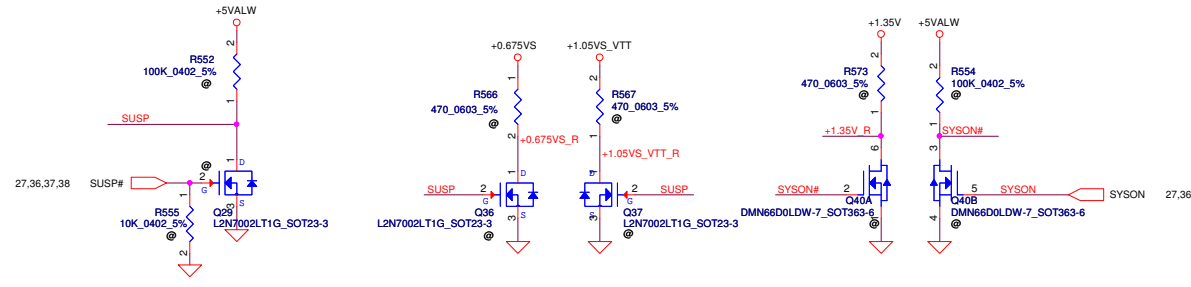 +5VALW
2
R552
100K_0402_5%
@
1
SUSP
@
1
D
27,36,37,38
SUSP#
2
G
1
R555
10K_0402_5%
@
2
3
S
Q29
L2N7002LT1G_SOT23-3
+0.675VS
1
R566
470_0603_5%
@
2
+0.675VS_R
1
D
SUSP
2
G
3
S
Q36
L2N7002LT1G_SOT23-3
@
+1.05VS_VTT
2
R567
470_0603_5%
@
1
+1.05VS_VTT_R
1
D
2
G
SUSP
3
S
Q37
L2N7002LT1G_SOT23-3
@
+1.35V
2
R573
470_0603_5%
@
1
+1.35V_R
6
SYSON#
2
Q40A
DMN66D0LDW-7_SOT363-6
@
+5VALW
2
R554
100K_0402_5%
@
1
SYSON#
3
5
SYSON
SYSON
27,36
4
Q40B
DMN66D0LDW-7_SOT363-6
@